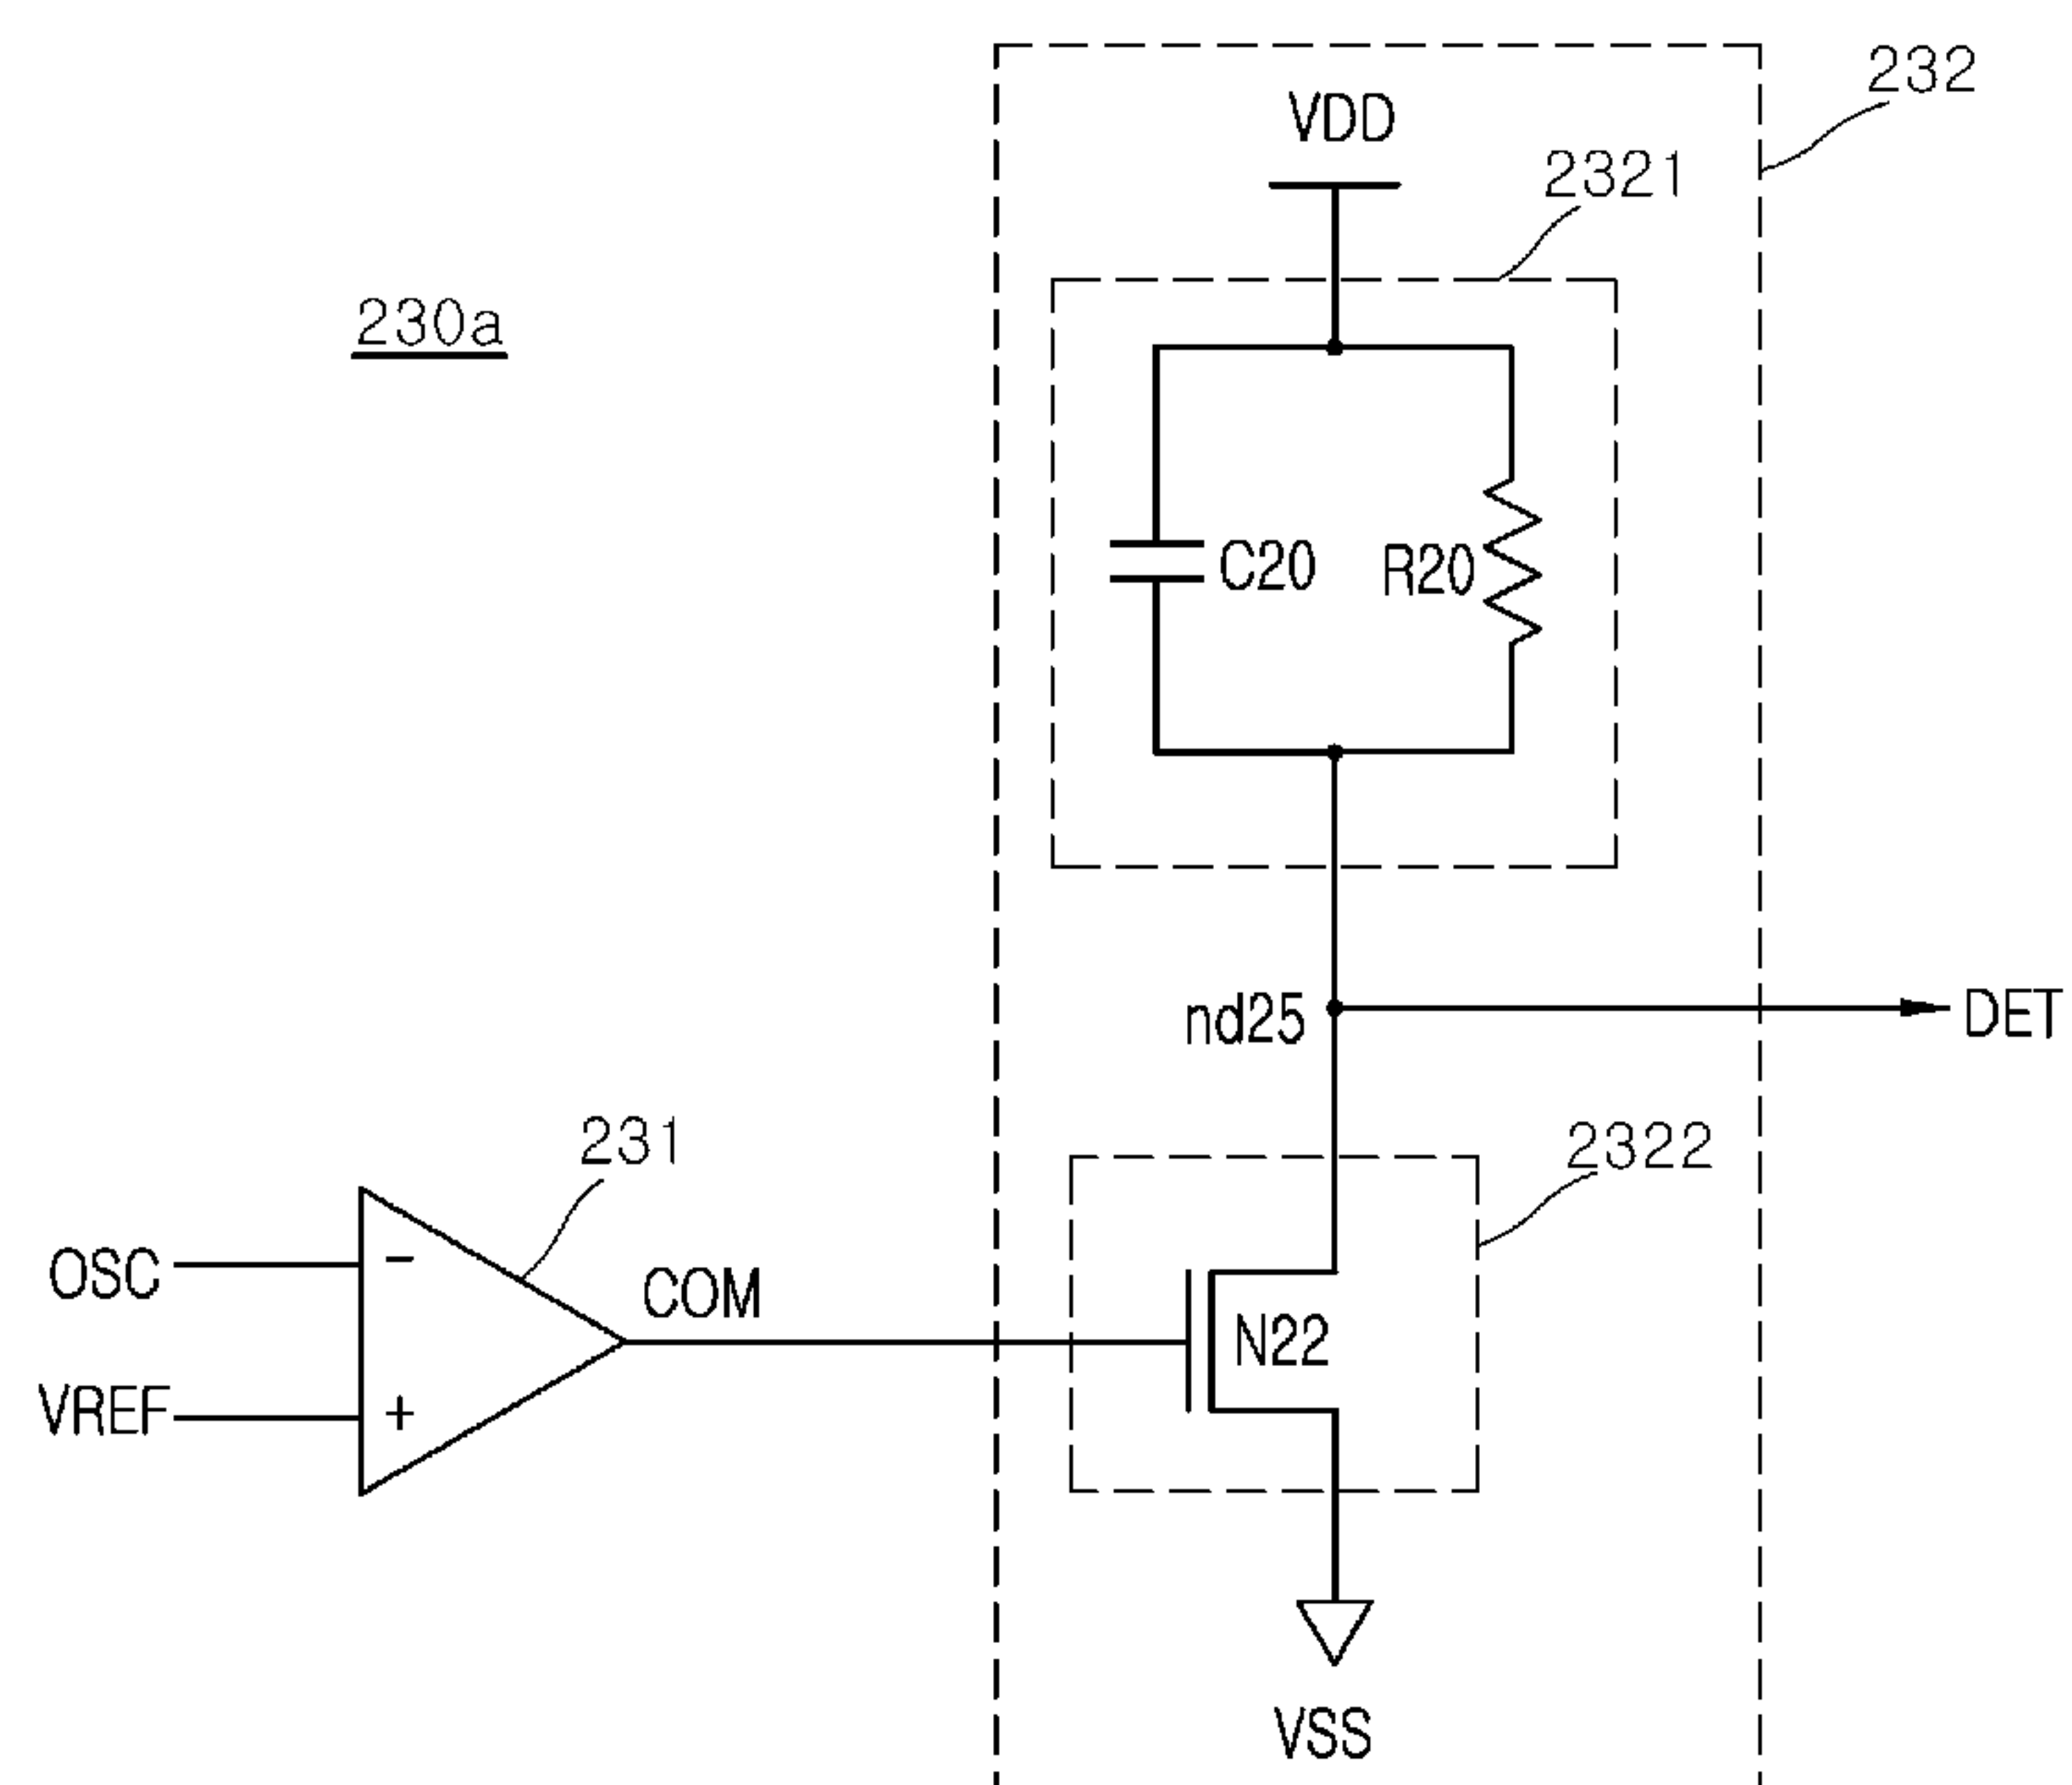 232
VDD
2321
230a
C20
R20
nd25
DET
231
2322
OSC
-
COM
N22
VREF
+
VSS